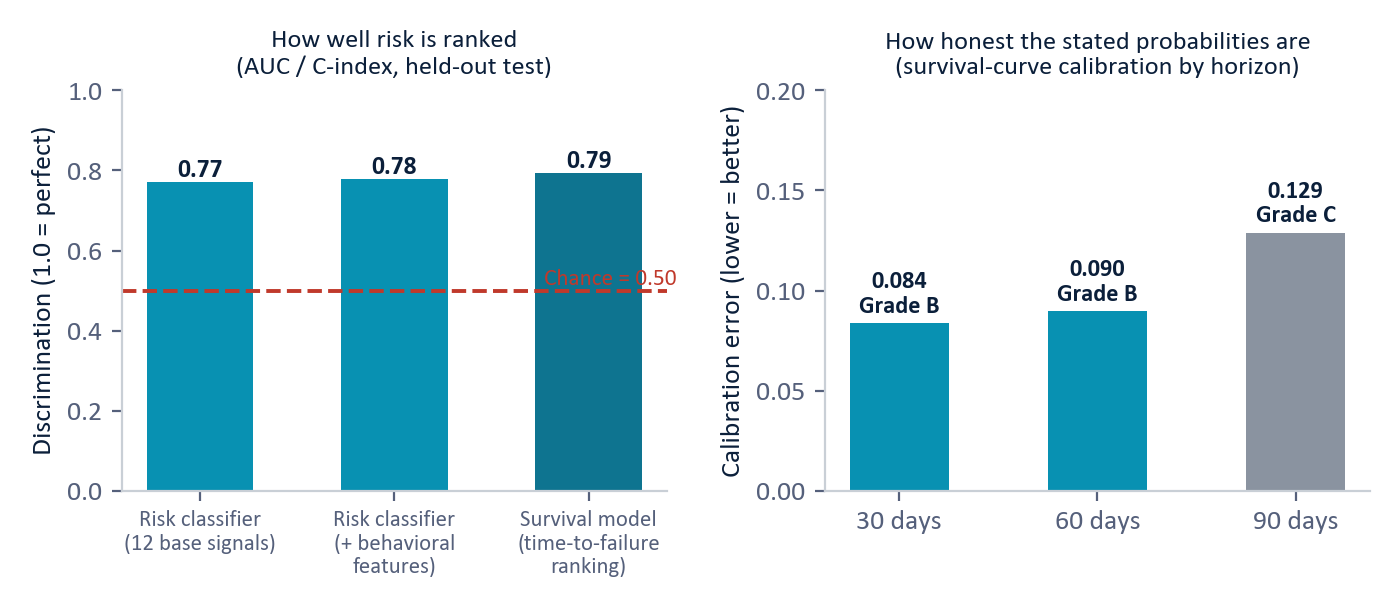 How well risk is ranked
(AUC / C-index, held-out test)
Discrimination (1.0 = perfect)
1.0
0.8
0.6
0.4
0.2
0.0
0.77
0.78
0.79
Chance = 0.50
Risk classifier
(12 base signals)
Risk classifier
(+ behavioral
features)
Survival model
(time-to-failure
ranking)
How honest the stated probabilities are
(survival-curve calibration by horizon)
Calibration error (lower = better)
0.20
0.15
0.10
0.05
0.00
0.084
Grade B
0.090
Grade B
0.129
Grade C
30 days
60 days
90 days